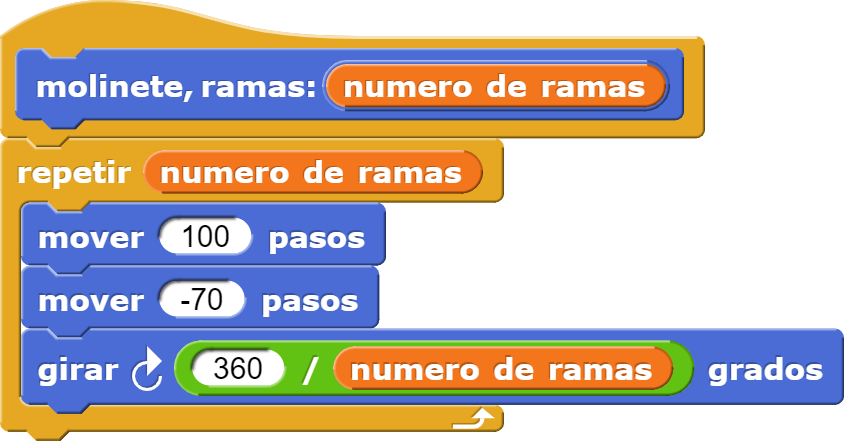 molinete, ramas: numero de ramas
repetir numero de ramas
mover 100 pasos
mover -70 pasos
girar 360 / numero de ramas grados